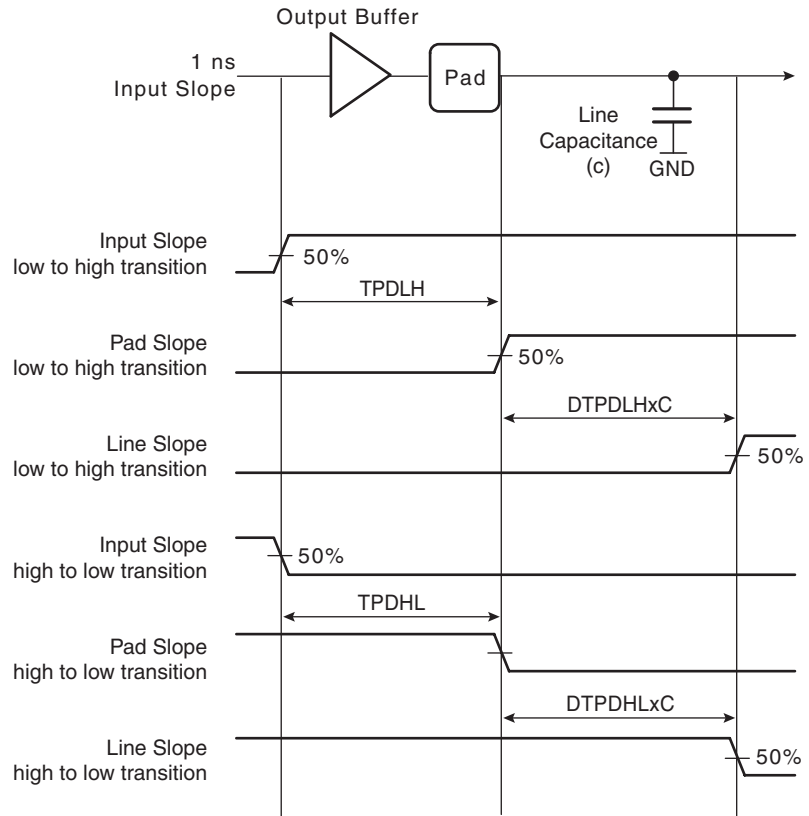 Output Buffer
1 ns
Input Slope
Pad
Line
Capacitance
(c)
GND
Input Slope
low to high transition
50%
TPDLH
Pad Slope
low to high transition
50%
DTPDLHxC
Line Slope
low to high transition
50%
Input Slope
high to low transition
50%
TPDHL
Pad Slope
high to low transition
DTPDHLxC
Line Slope
high to low transition
50%